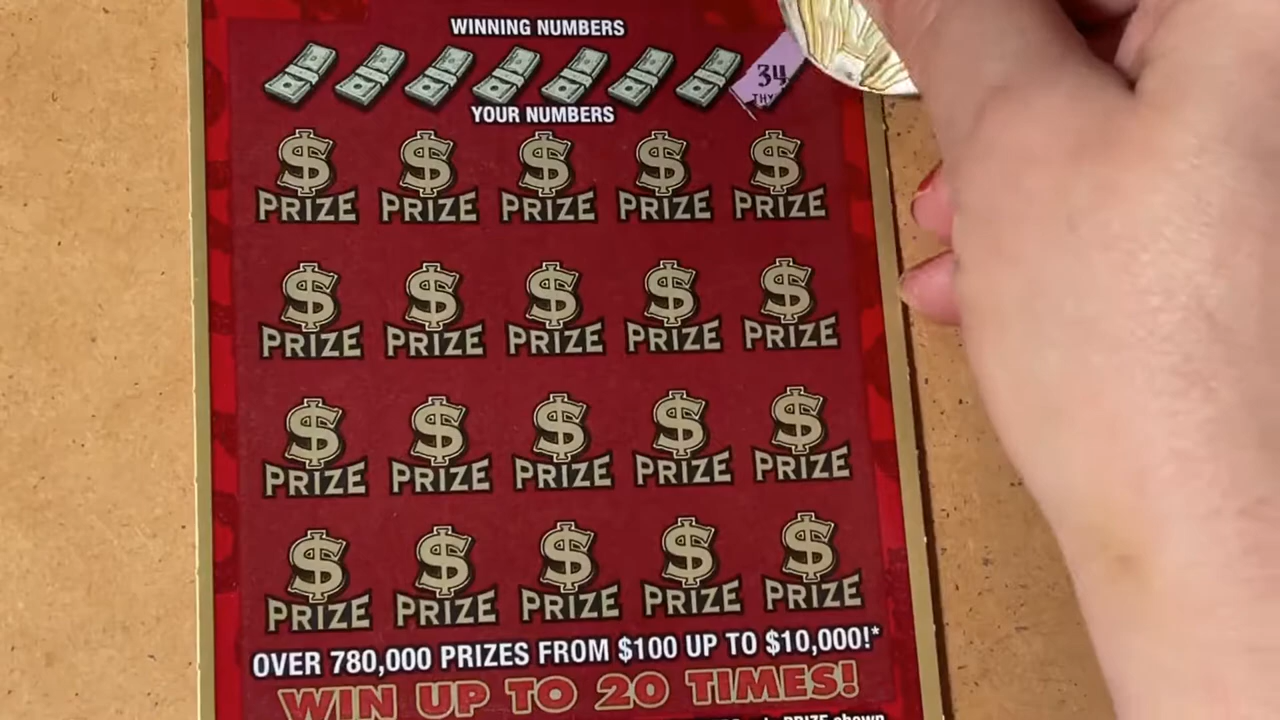 WINNING NUMBERS
34
YOUR NUMBERS
$ $ $ $ $
PRIZE PRIZE PRIZE PRIZE PRIZE
$ $ $ $ $
PRIZE PRIZE PRIZE PRIZE PRIZE
$ $ $ $ $
PRIZE PRIZE PRIZE PRIZE PRIZE
$ $ $ $ $
PRIZE PRIZE PRIZE PRIZE PRIZE
OVER 780,000 PRIZES FROM $100 UP TO $10,000!*
WIN UP TO 20 TIMES!
PRIZE shown